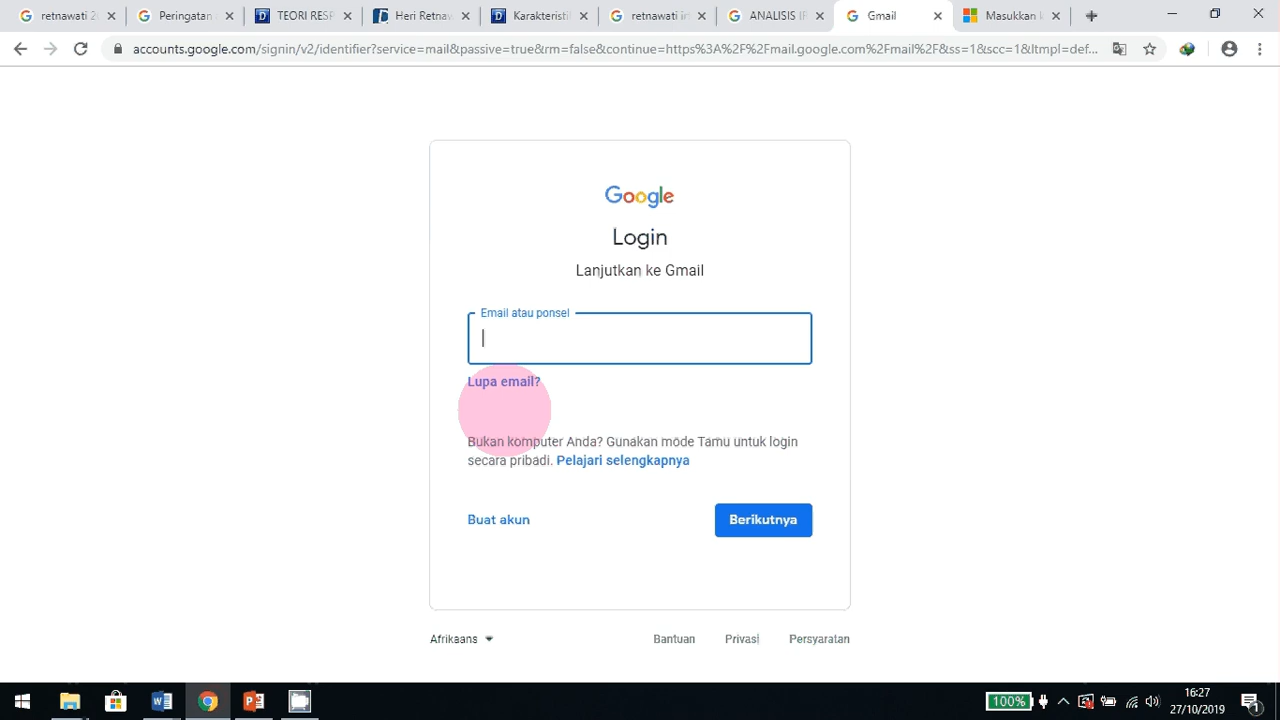 retnawati 2
Peringatan
TEORI RESP
Heri Retnaw
Karakteristi
retnawati in
ANALISIS IR
Gmail
Masukkan k
accounts.google.com/signin/v2/identifier?service=mail&passive=true&rm=false&continue=https%3A%2F%2Fmail.google.com%2Fmail%2F&ss=1&scc=1&ltmpl=def...
Google
Login
Lanjutkan ke Gmail
Email atau ponsel
Lupa email?
Bukan komputer Anda? Gunakan mode Tamu untuk login
secara pribadi. Pelajari selengkapnya
Buat akun
Berikutnya
Afrikaans
Bantuan
Privasi
Persyaratan
100%
16:27
27/10/2019
1